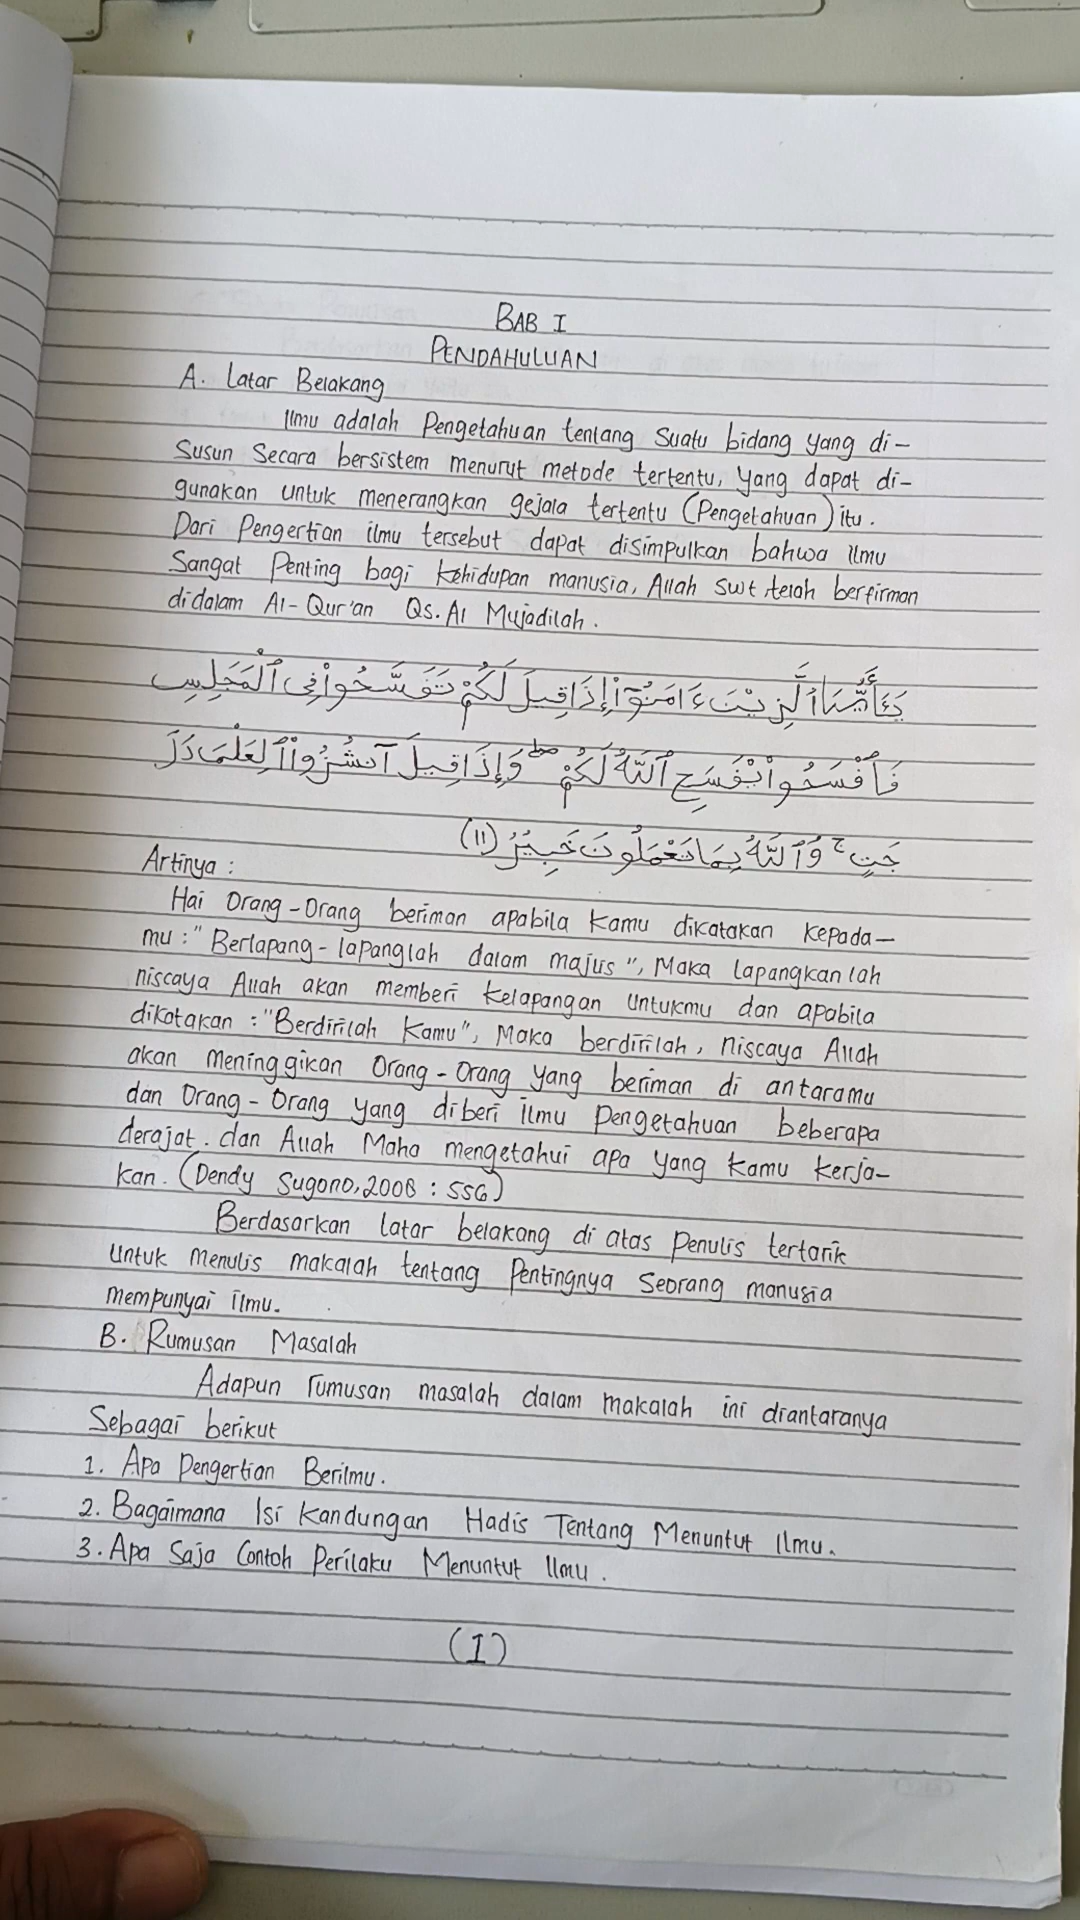 BAB I
PENDAHULUAN
A. Latar Belakang
Ilmu adalah Pengetahuan tentang Suatu bidang yang di-
Susun Secara bersistem menurut metode tertentu, Yang dapat di-
gunakan untuk menerangkan gejala tertentu (Pengetahuan) itu.
Dari Pengertian ilmu tersebut dapat disimpulkan bahwa Ilmu
Sangat Penting bagi Kehidupan manusia, Allah swt telah berfirman
didalam Al-Qur'an Qs. Al Mujadilah.
ءَامَنُوٓا۟ إِذَا قِيلَ لَكُمْ تَفَسَّحُوا۟ فِى ٱلْمَجَٰلِسِ
فَٱفْسَحُوا۟ يَفْسَحِ ٱللَّهُ لَكُمْ ۖ وَإِذَا قِيلَ ٱنشُزُوا۟ ٱلْعِلْمَ دَرَ
جَٰتٍ ۚ وَٱللَّهُ بِمَا تَعْمَلُونَ خَبِيرٌ (١١)
Artinya :
Hai Orang-Orang beriman apabila Kamu dikatakan Kepada-
mu : "Berlapang-lapanglah dalam majlis", Maka lapangkan lah
niscaya Allah akan memberi Kelapangan Untukmu dan apabila
dikatakan : "Berdirilah Kamu", Maka berdirilah, niscaya Allah
akan meninggikan Orang-Orang yang beriman di antaramu
dan Orang-Orang yang diberi ilmu Pengetahuan beberapa
derajat. dan Allah Maha mengetahui apa yang kamu kerja-
kan. (Dendy Sugono, 2008 : 556)
Berdasarkan latar belakang di atas Penulis tertarik
Untuk menulis makalah tentang Pentingnya Seorang manusia
mempunyai ilmu.
B. Rumusan Masalah
Adapun rumusan masalah dalam makalah ini diantaranya
Sebagai berikut
1. Apa Pengertian Berilmu.
2. Bagaimana Isi Kandungan Hadis Tentang Menuntut Ilmu.
3. Apa Saja Contoh Perilaku Menuntut Ilmu.
(I)